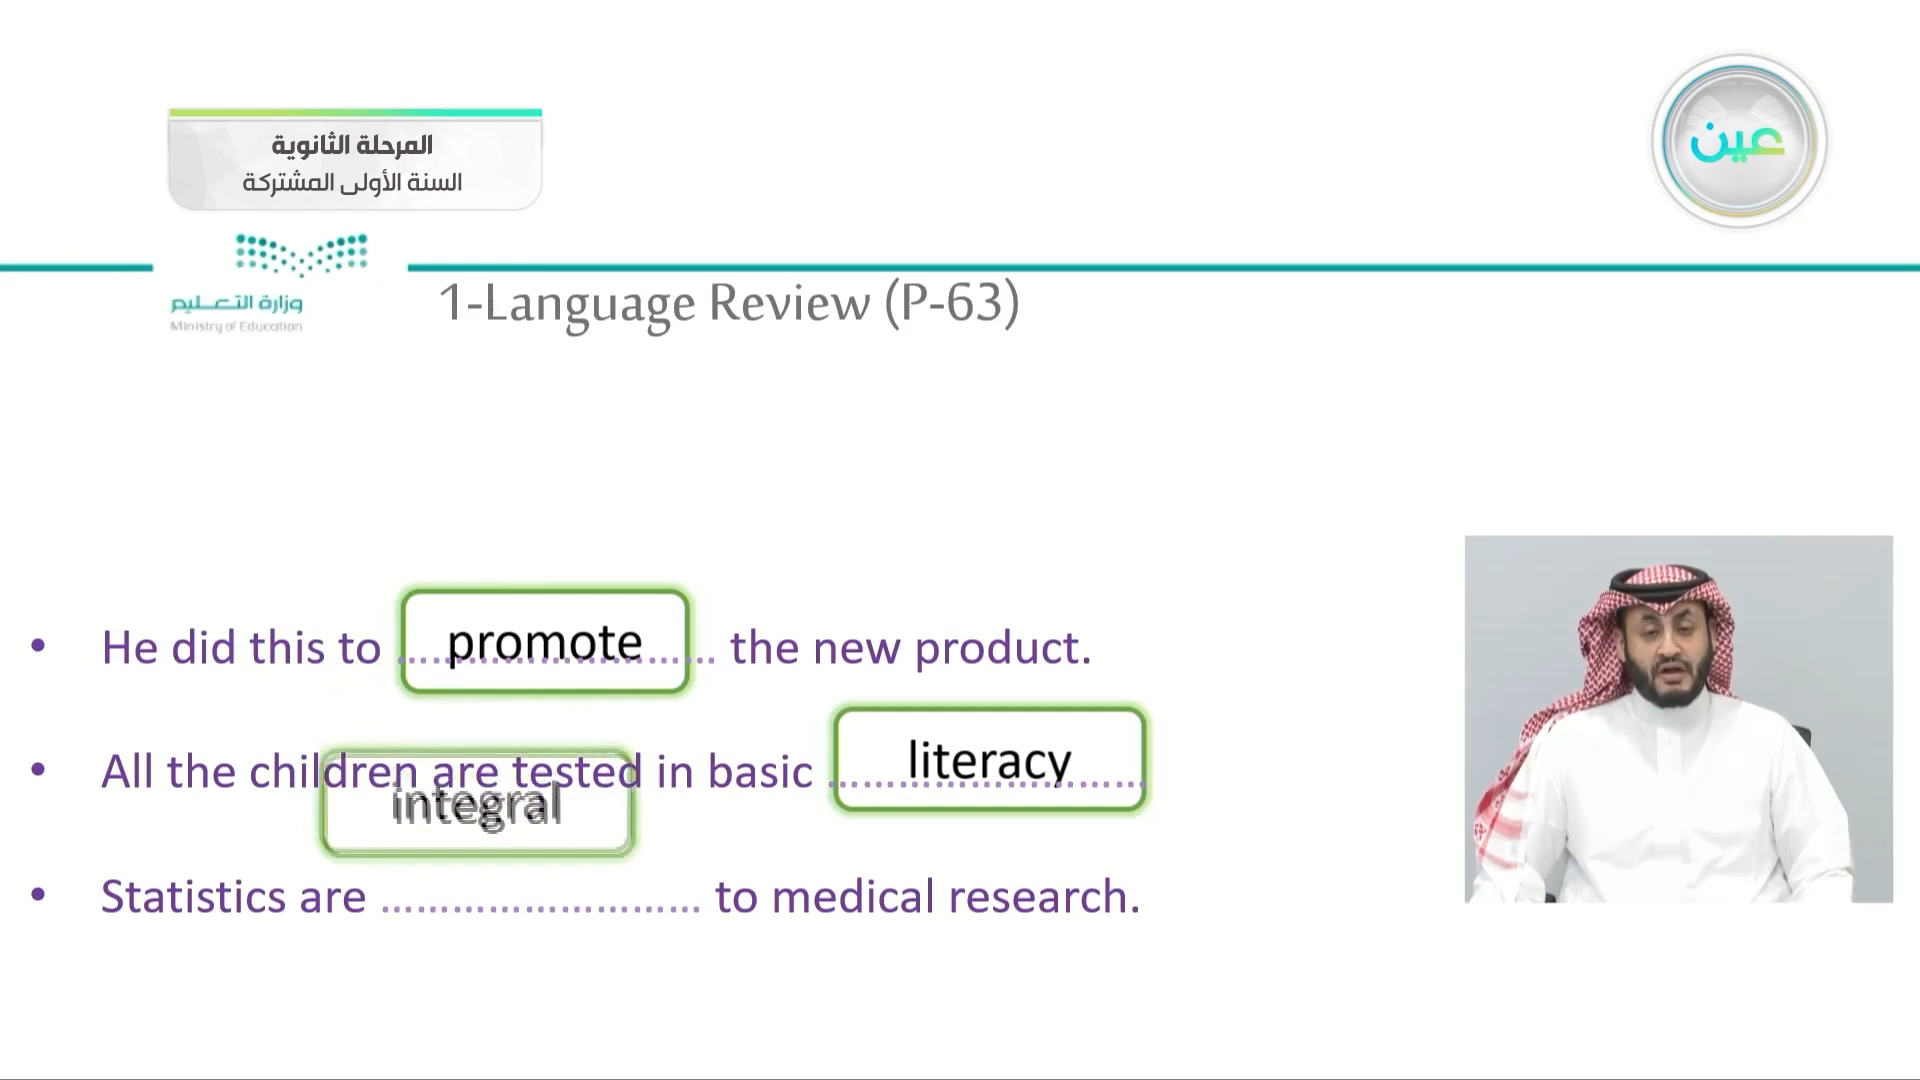 المرحلة الثانوية
السنة الأولى المشتركة
عين
وزارة التعليم
Ministry of Education
1-Language Review (P-63)
• He did this to promote the new product.
• All the children are tested in basic literacy
integral
• Statistics are ........................... to medical research.